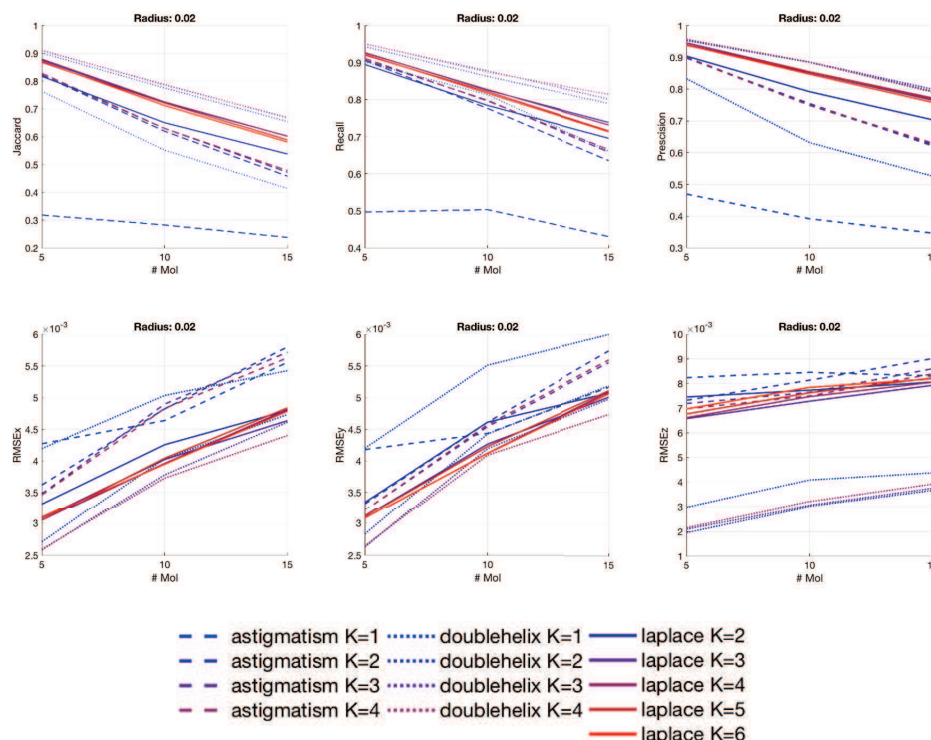 Radius: 0.02
1
0.9
0.8
0.7
0.6
0.5
0.4
0.3
0.2
Jaccard
5
10
15
# Mol
Radius: 0.02
1
0.9
0.8
0.7
0.6
0.5
0.4
Recall
5
10
15
# Mol
Radius: 0.02
1
0.9
0.8
0.7
0.6
0.5
0.4
0.3
Prescision
5
10
1
# Mol
×10⁻³
Radius: 0.02
6
5.5
5
4.5
4
3.5
3
2.5
RMSEx
5
10
15
# Mol
×10⁻³
Radius: 0.02
6
5.5
5
4.5
4
3.5
3
2.5
RMSEy
5
10
15
# Mol
×10⁻³
Radius: 0.02
10
9
8
7
6
5
4
3
2
1
RMSEz
5
10
1
# Mol
astigmatism K=1
astigmatism K=2
astigmatism K=3
astigmatism K=4
doublehelix K=1
doublehelix K=2
doublehelix K=3
doublehelix K=4
laplace K=2
laplace K=3
laplace K=4
laplace K=5
laplace K=6